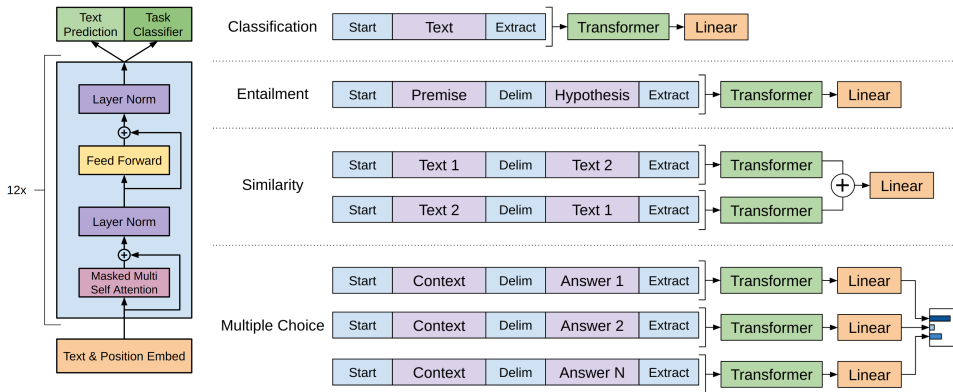 Text
Prediction
Task
Classifier
12x
Layer Norm
Feed Forward
Layer Norm
Masked Multi
Self Attention
Text & Position Embed
Classification
Start Text Extract Transformer Linear
Entailment
Start Premise Delim Hypothesis Extract Transformer Linear
Similarity
Start Text 1 Delim Text 2 Extract Transformer
+ Linear
Start Text 2 Delim Text 1 Extract Transformer
Multiple Choice
Start Context Delim Answer 1 Extract Transformer Linear
Start Context Delim Answer 2 Extract Transformer Linear
Start Context Delim Answer N Extract Transformer Linear